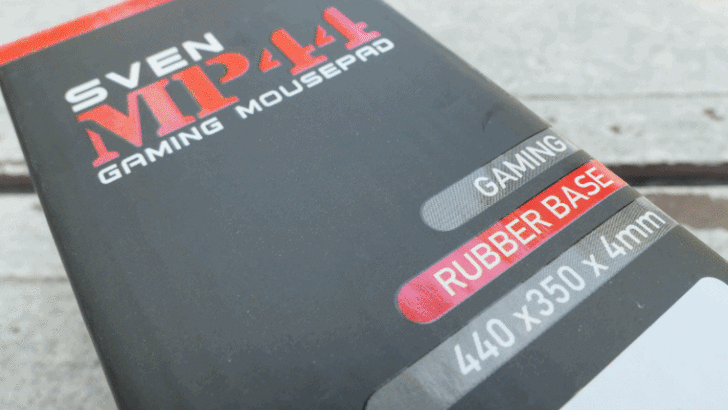 SVEN
MP44
GAMING MOUSEPAD
GAMING
RUBBER BASE
440 x350 x 4mm